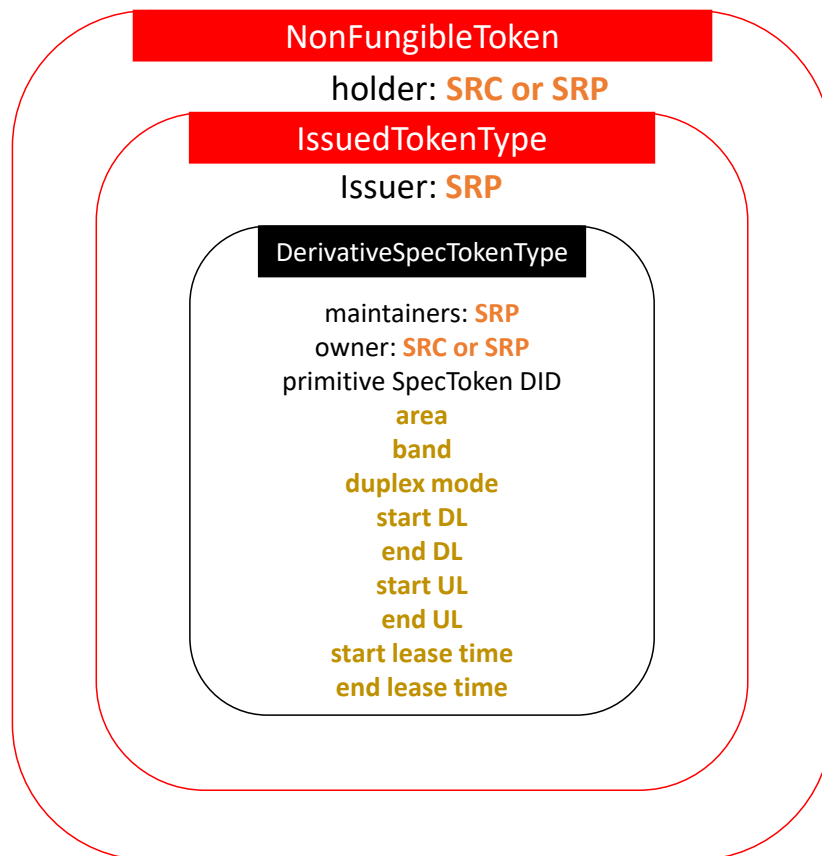 NonFungibleToken
holder: SRC or SRP
IssuedTokenType
Issuer: SRP
DerivativeSpecTokenType
maintainers: SRP
owner: SRC or SRP
primitive SpecToken DID
area
band
duplex mode
start DL
end DL
start UL
end UL
start lease time
end lease time